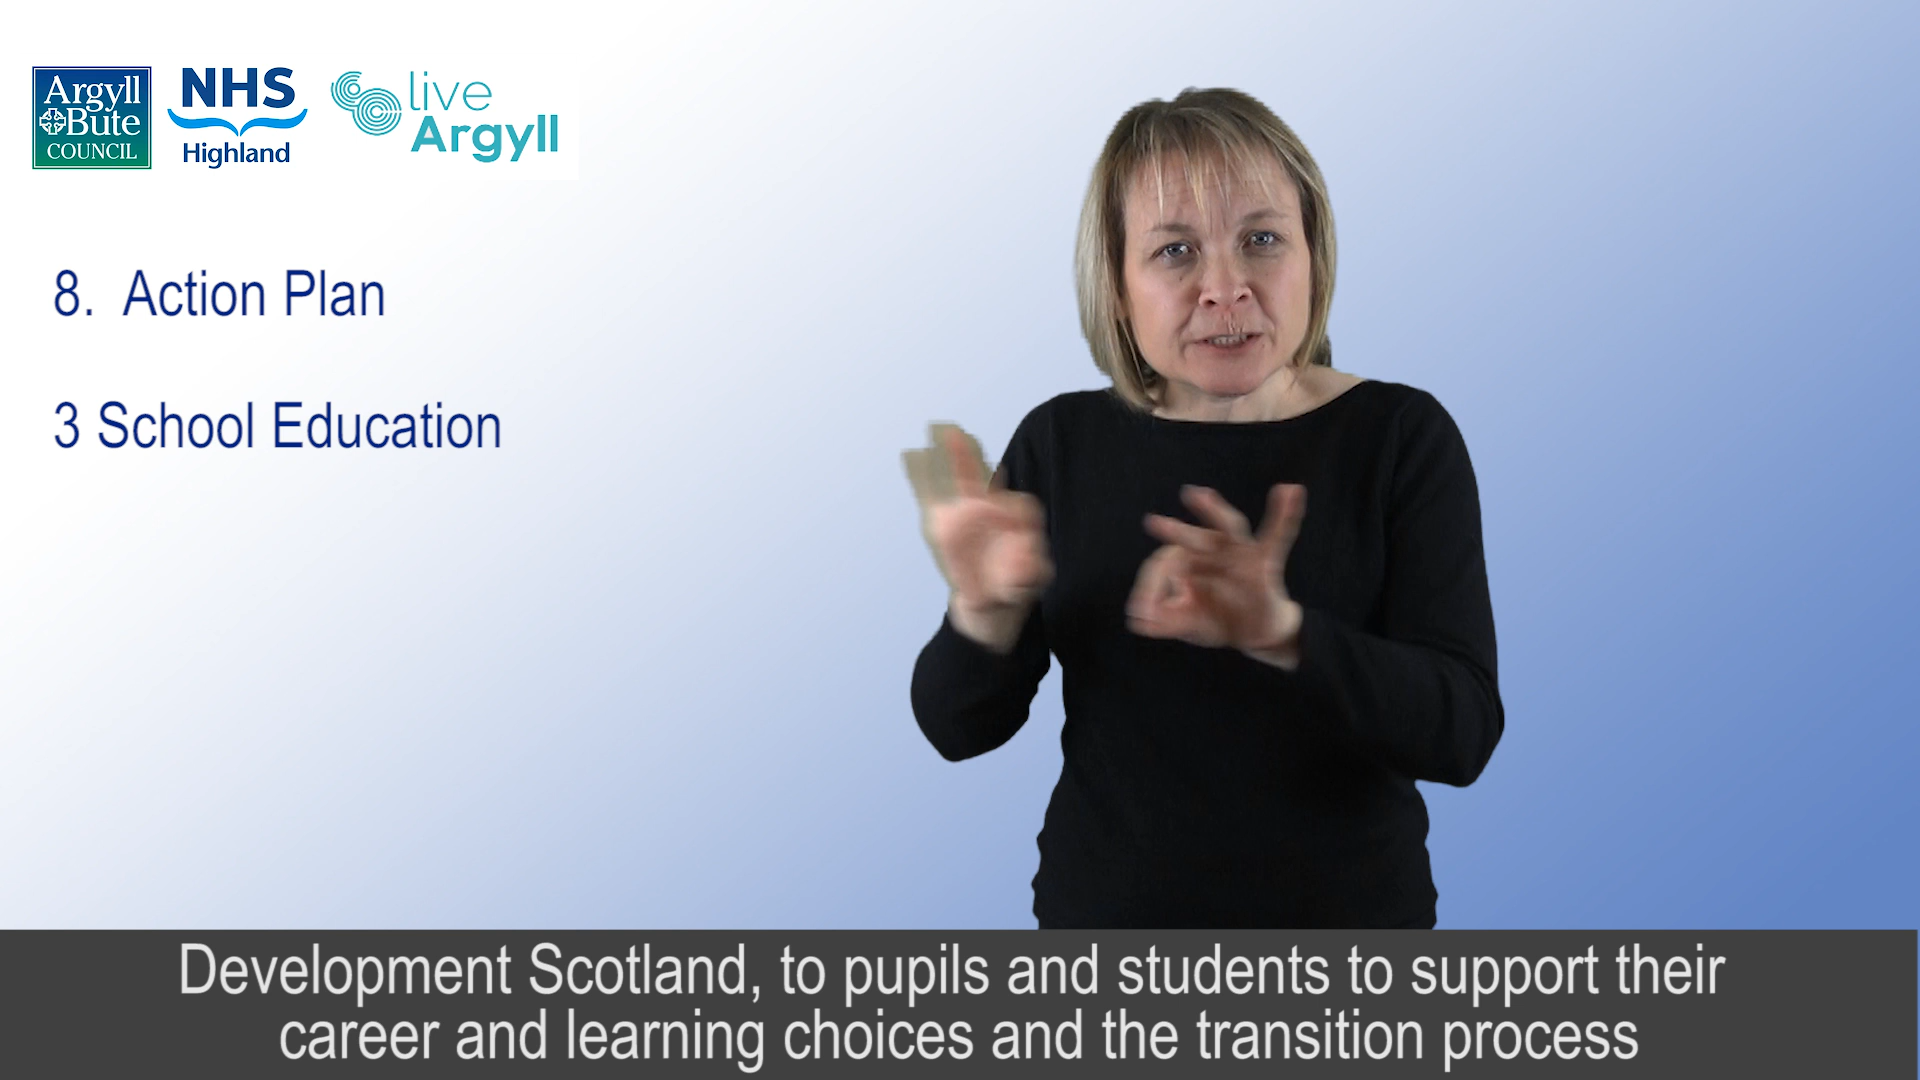 Argyll
Bute
COUNCIL
NHS
Highland
live
Argyll
8. Action Plan
3 School Education
Development Scotland, to pupils and students to support their
career and learning choices and the transition process